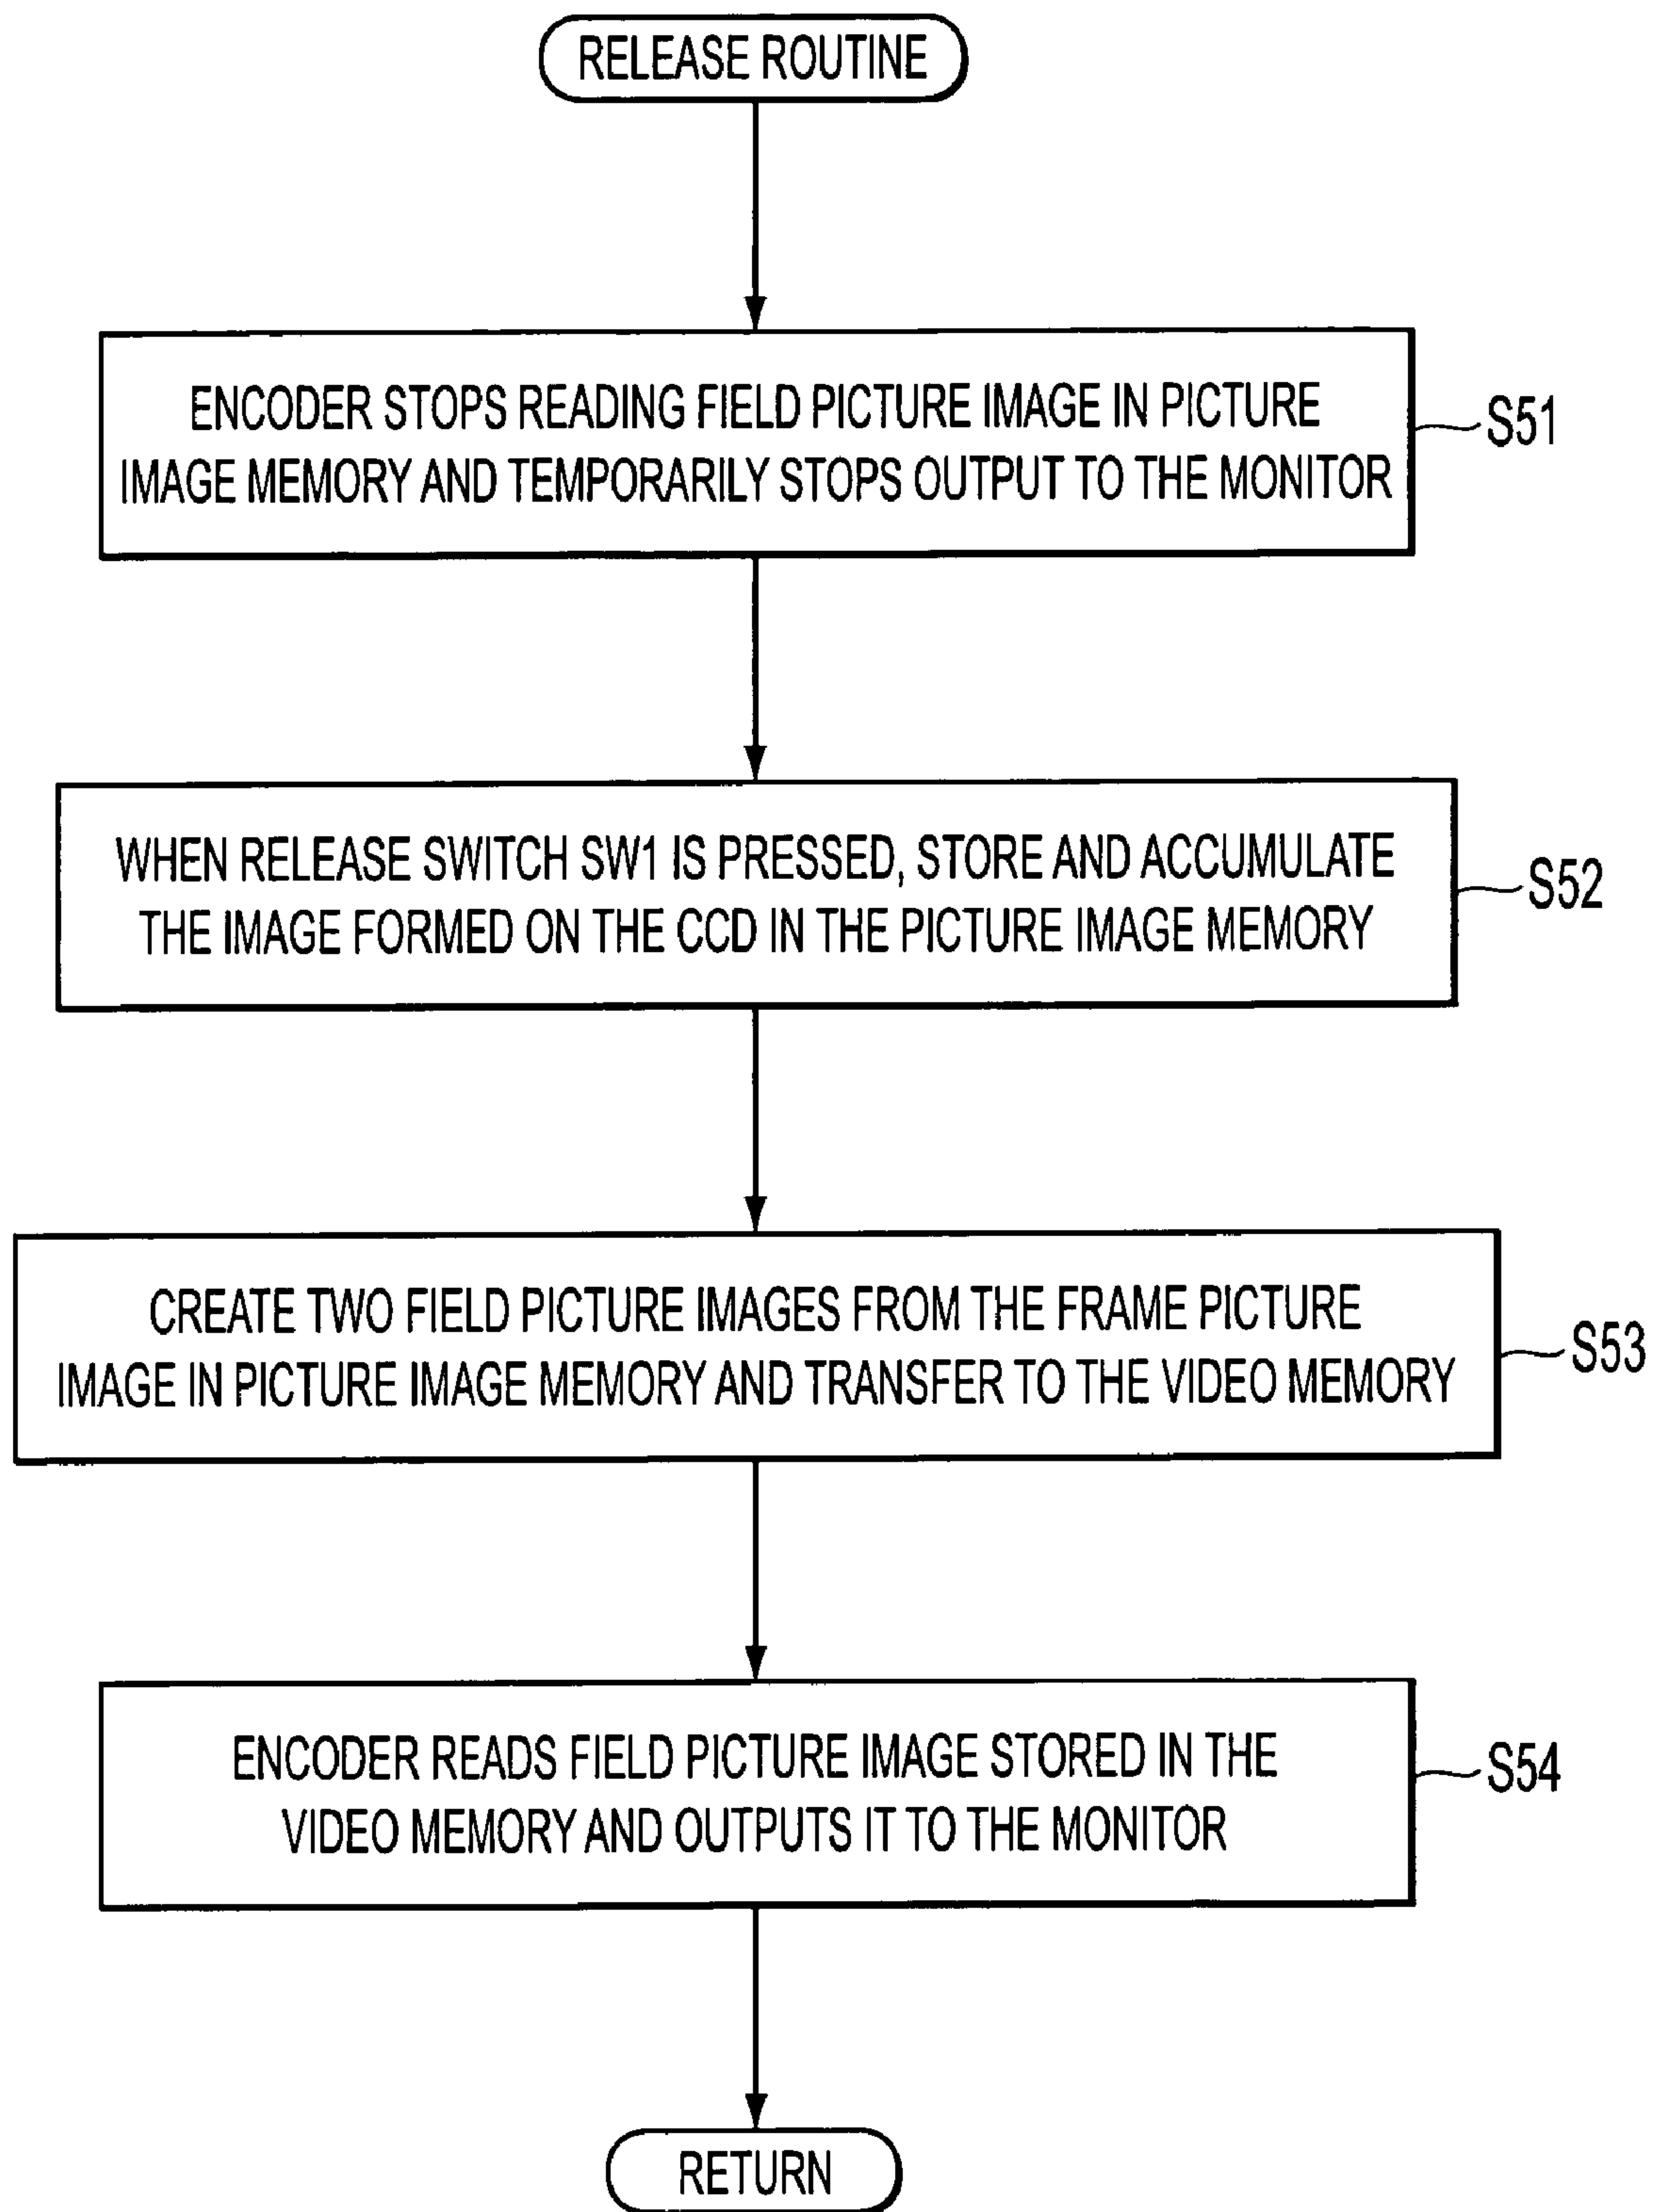 RELEASE ROUTINE
ENCODER STOPS READING FIELD PICTURE IMAGE IN PICTURE
IMAGE MEMORY AND TEMPORARILY STOPS OUTPUT TO THE MONITOR
S51
WHEN RELEASE SWITCH SW1 IS PRESSED, STORE AND ACCUMULATE
THE IMAGE FORMED ON THE CCD IN THE PICTURE IMAGE MEMORY
S52
CREATE TWO FIELD PICTURE IMAGES FROM THE FRAME PICTURE
IMAGE IN PICTURE IMAGE MEMORY AND TRANSFER TO THE VIDEO MEMORY
S53
ENCODER READS FIELD PICTURE IMAGE STORED IN THE
VIDEO MEMORY AND OUTPUTS IT TO THE MONITOR
S54
RETURN